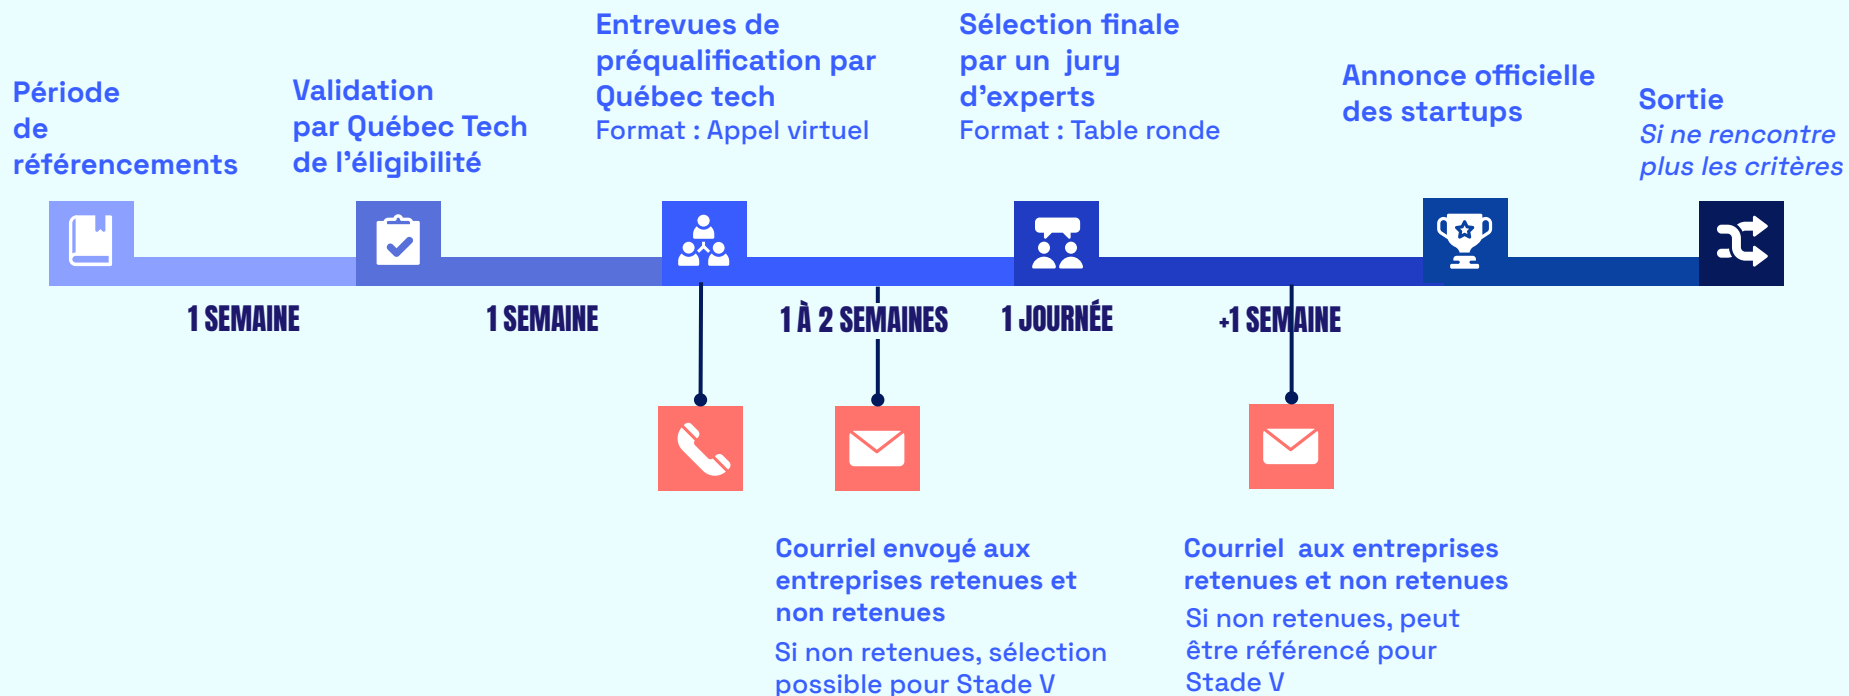 Période
de
référencements
Validation
par Québec Tech
de l'éligibilité
Entrevues de
préqualification par
Québec tech
Format : Appel virtuel
Sélection finale
par un  jury
d'experts
Format : Table ronde
Annonce officielle
des startups
Sortie
Si ne rencontre
plus les critères
1 SEMAINE
1 SEMAINE
1 À 2 SEMAINES
1 JOURNÉE
+1 SEMAINE
Courriel envoyé aux
entreprises retenues et
non retenues
Si non retenues, sélection
possible pour Stade V
Courriel  aux entreprises
retenues et non retenues
Si non retenues, peut
être référencé pour
Stade V